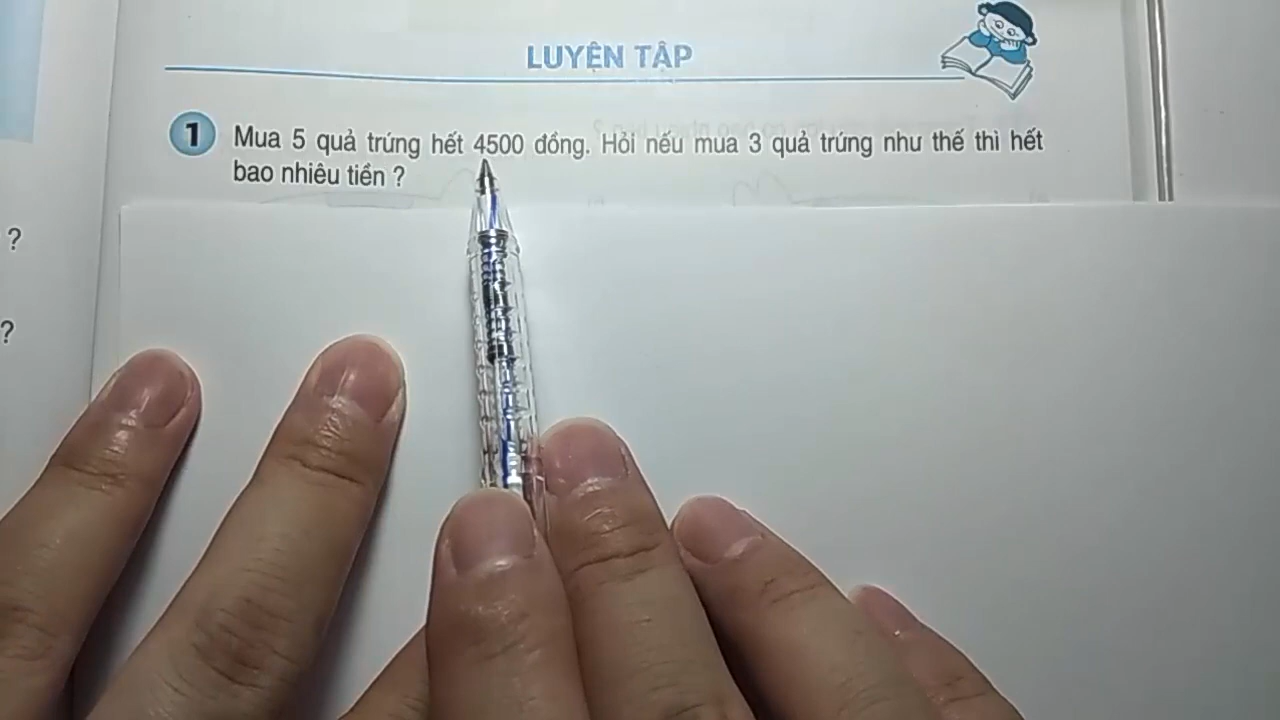 LUYỆN TẬP
1 Mua 5 quả trứng hết 4500 đồng. Hỏi nếu mua 3 quả trứng như thế thì hết
bao nhiêu tiền ?
?
?